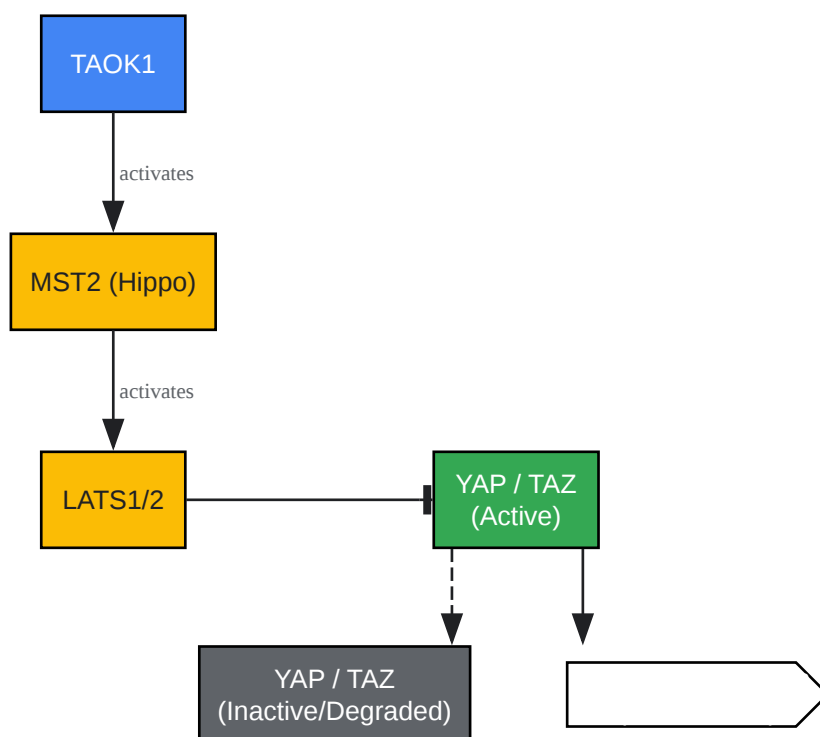 TAOK1
activates
MST2 (Hippo)
activates
LATS1/2
YAP / TAZ
(Active)
YAP / TAZ
(Inactive/Degraded)